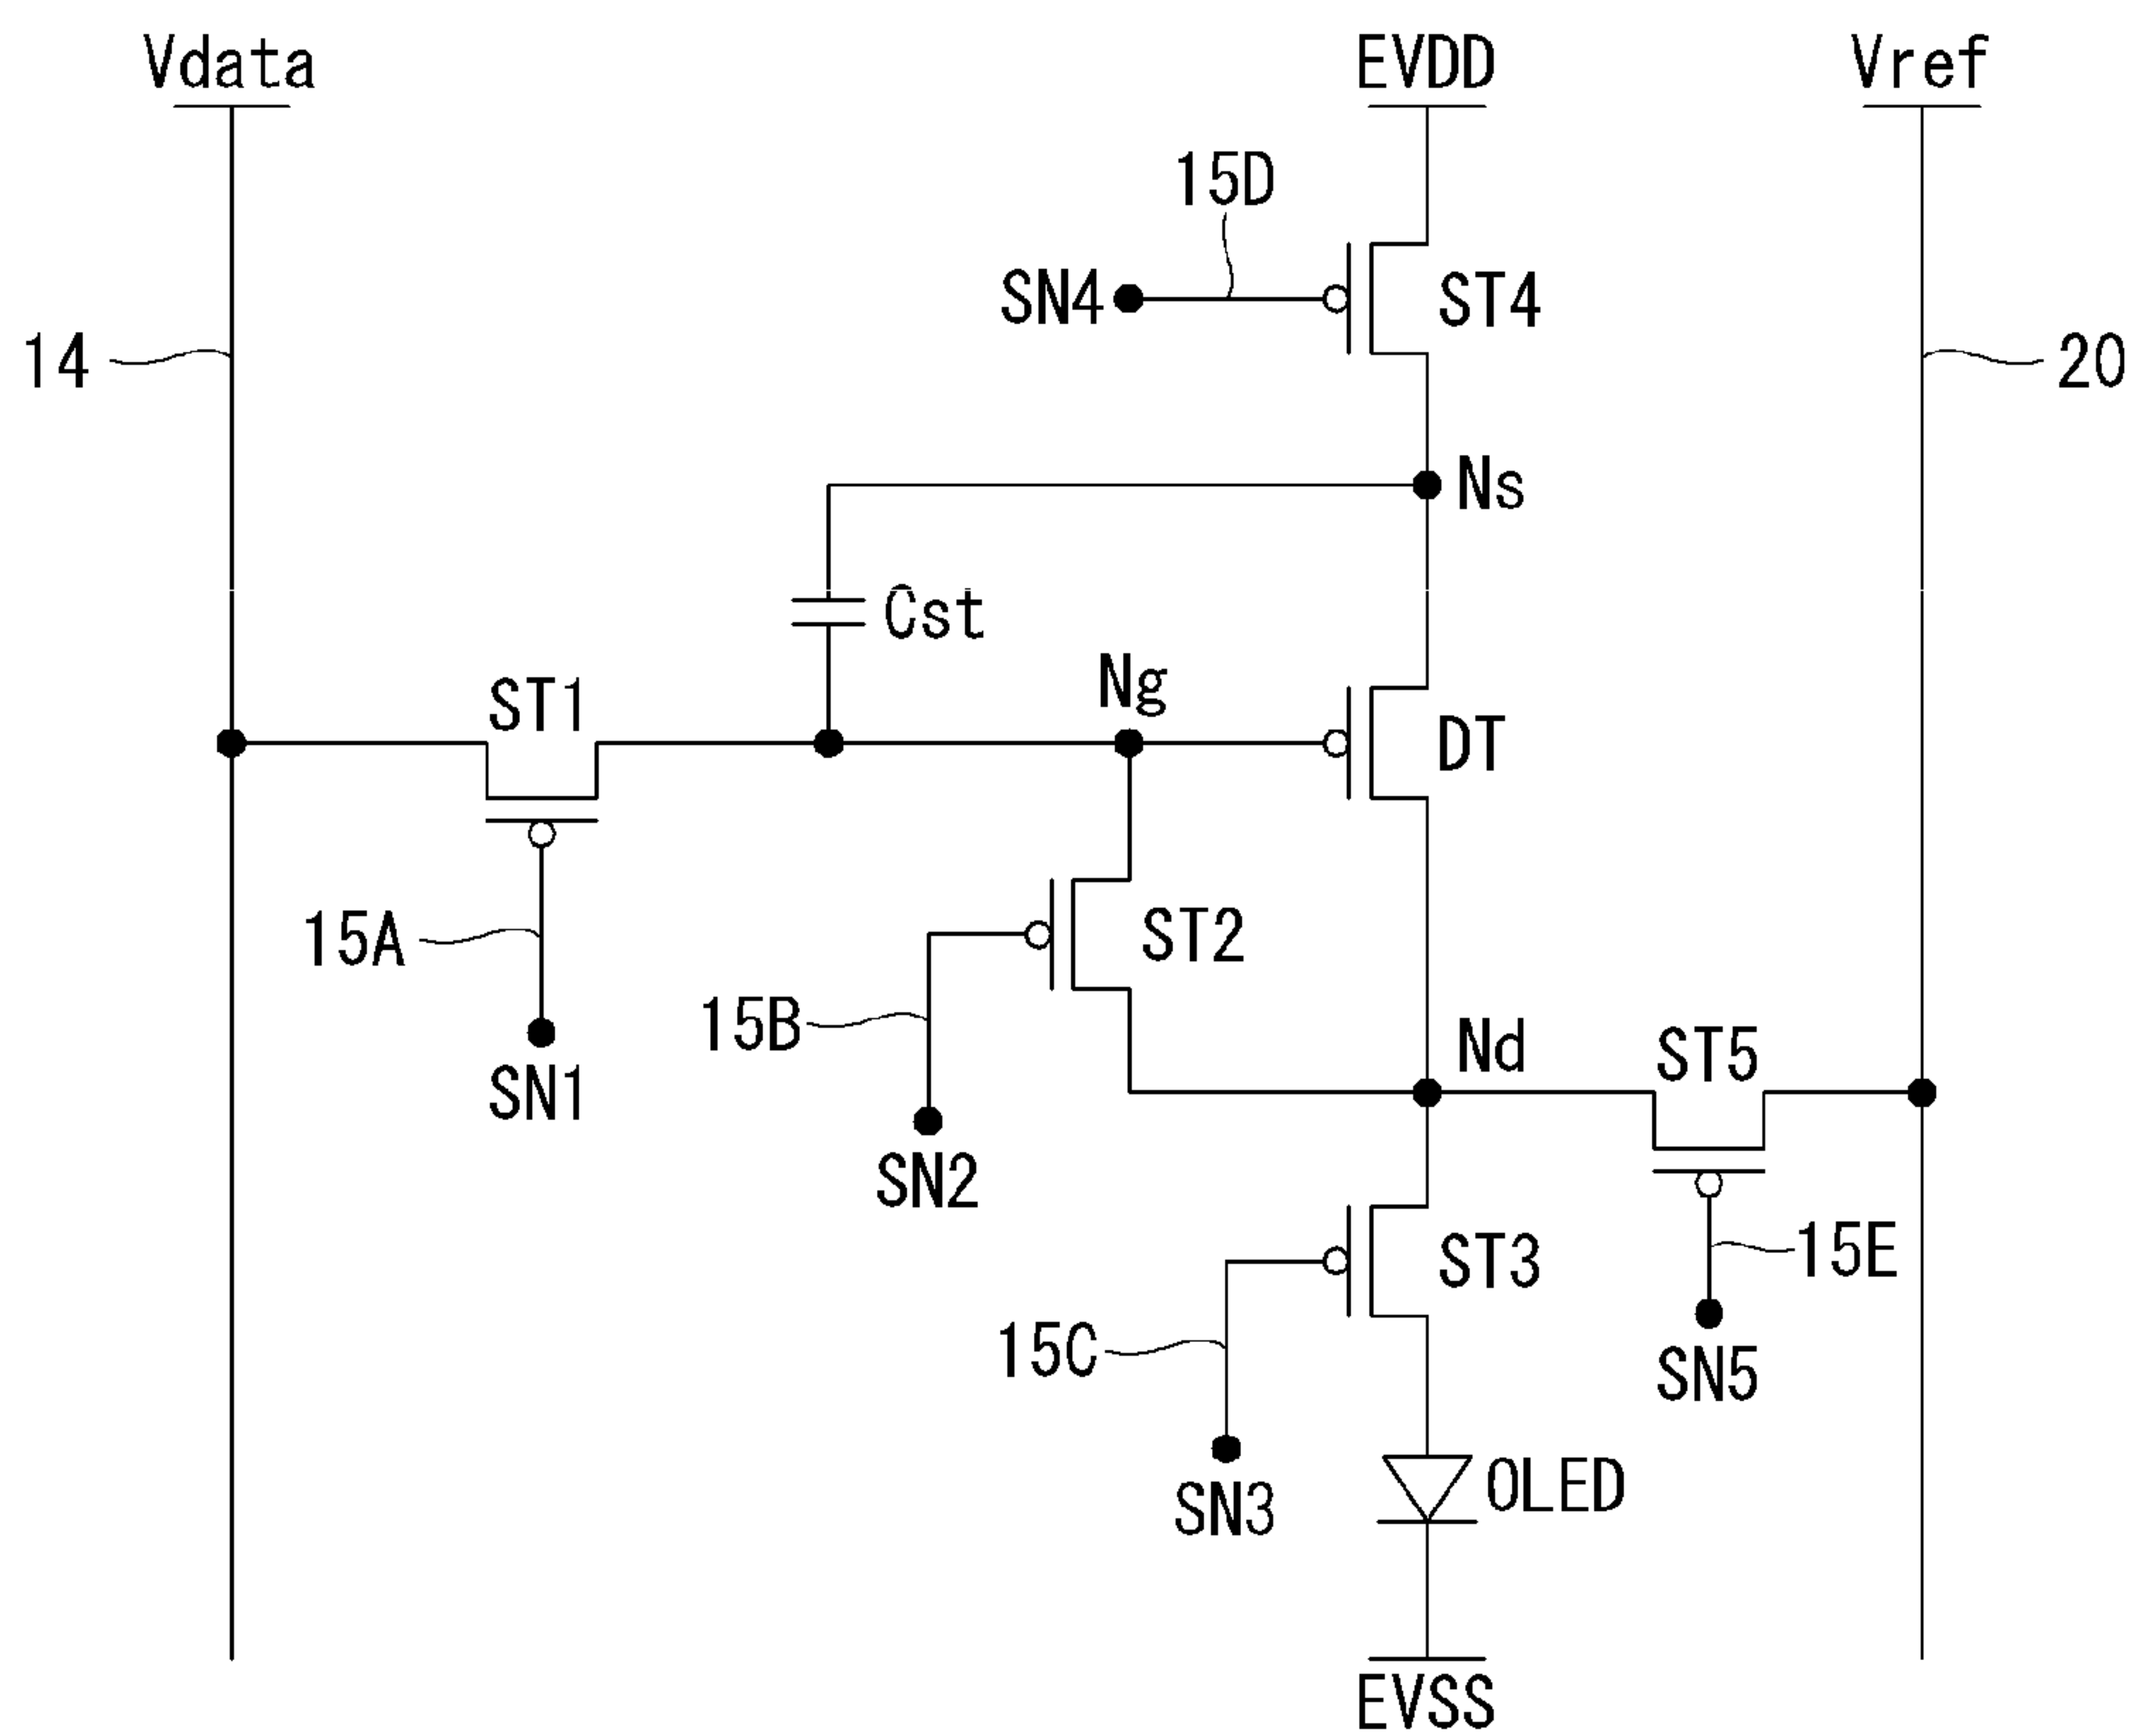 Vdata EVDD Vref
15D
SN4 ST4
14 20
Ns
Cst
ST1 Ng
DT
15A ST2
15B Nd ST5
SN1
SN2
ST3 15E
15C
SN5
SN3 OLED
EVSS